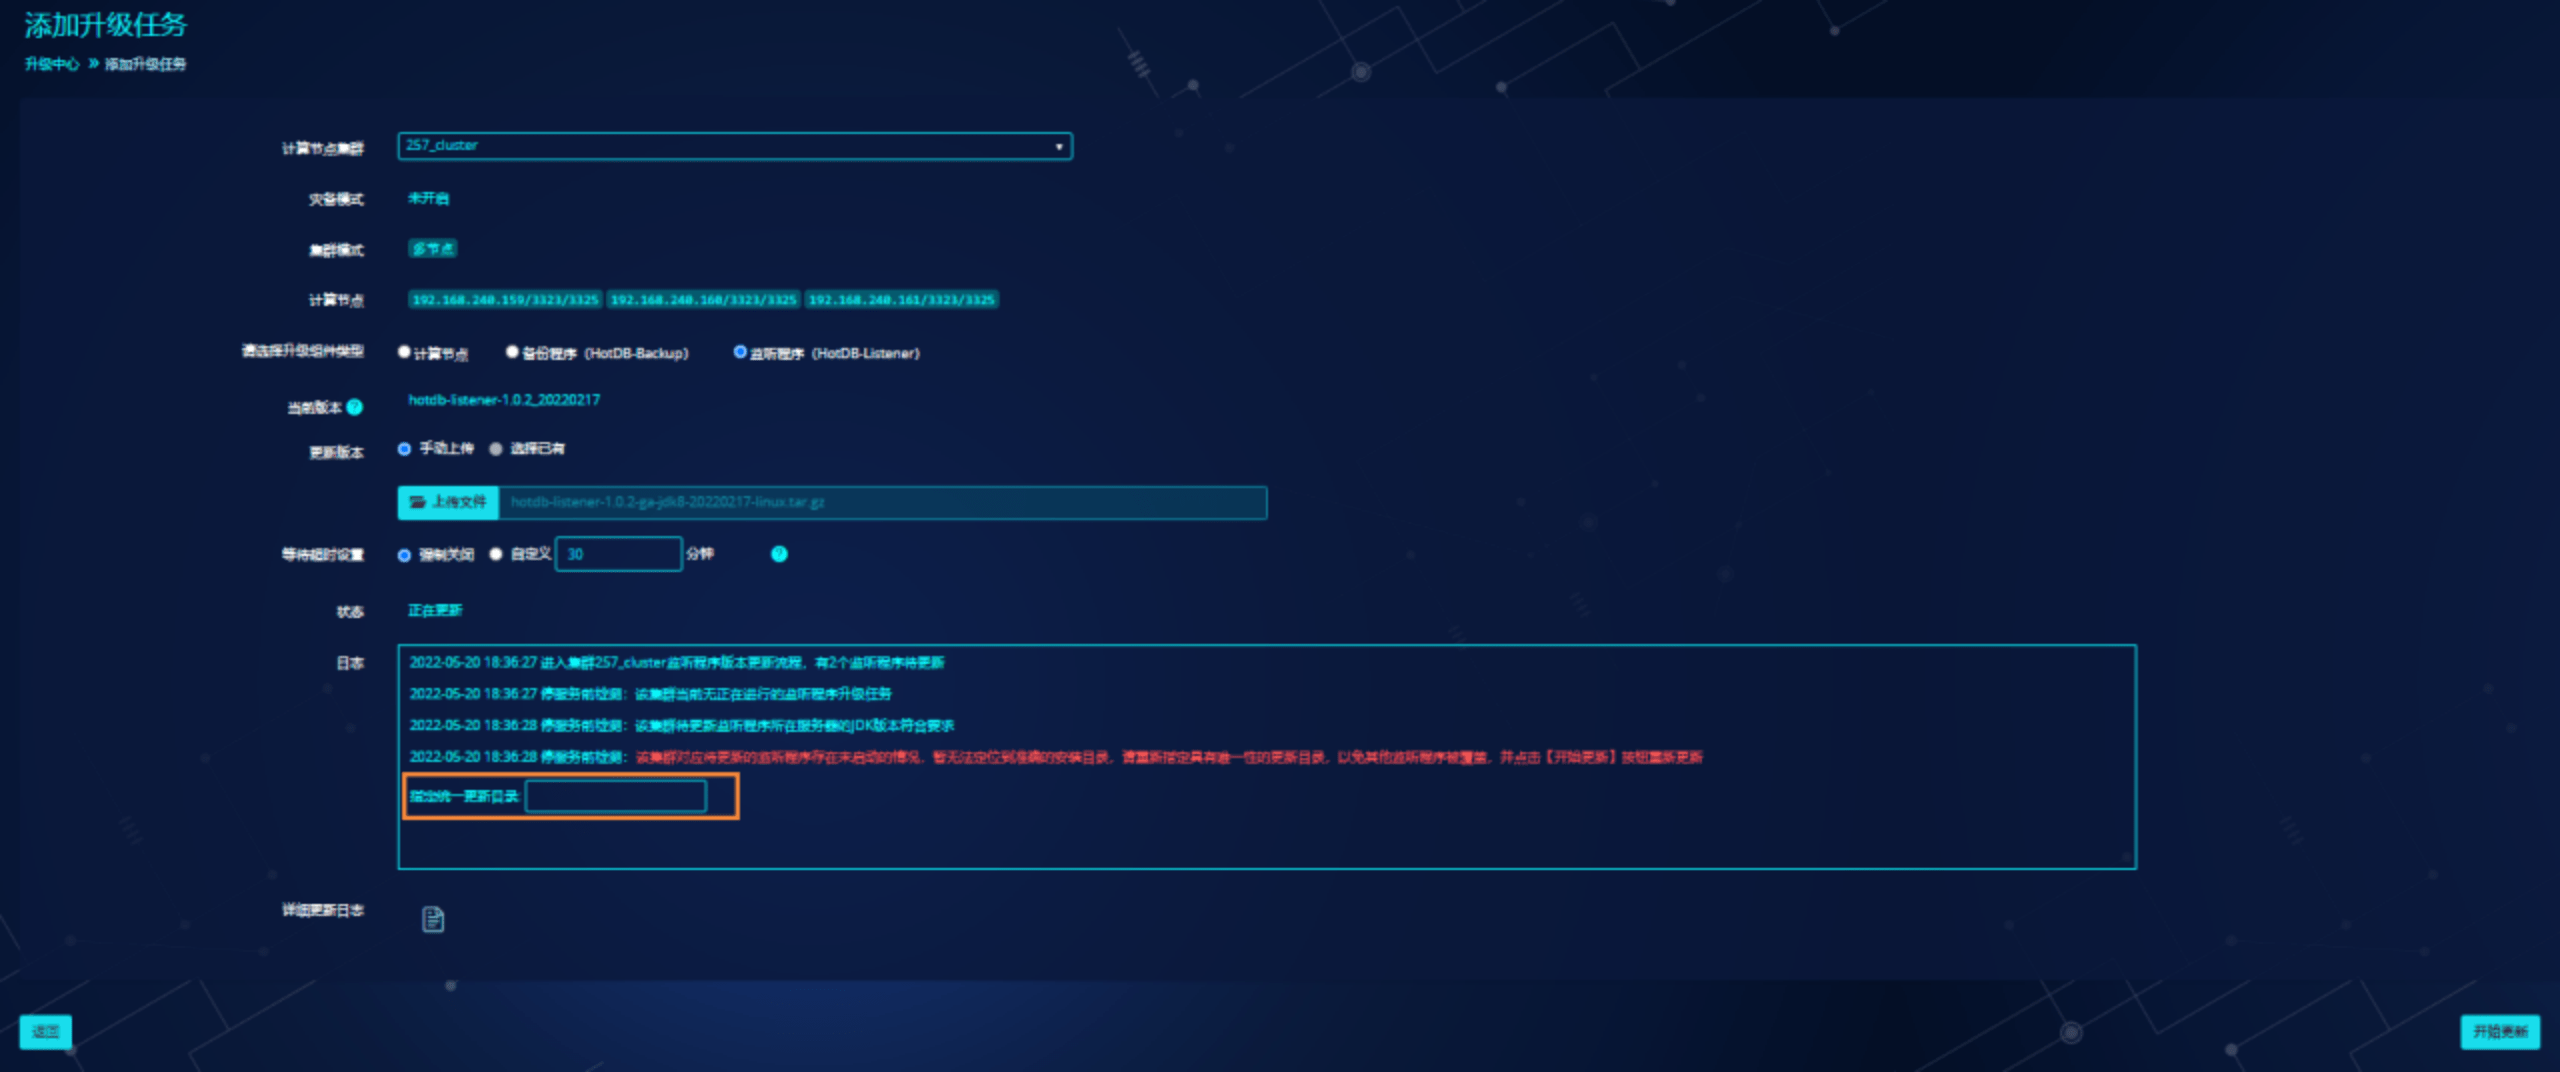 添加升级任务
升级中心 » 添加升级任务
计算节点集群 257_cluster
灾备模式 未开启
集群模式 多节点
计算节点 192.168.240.159/3323/3325 192.168.240.160/3323/3325 192.168.240.161/3323/3325
请选择升级组件类型 计算节点 备份程序（HotDB-Backup） 监听程序（HotDB-Listener）
当前版本 hotdb-listener-1.0.2_20220217
更新版本 手动上传 选择已有
上传文件 hotdb-listener-1.0.2-ga-jdk8-20220217-linux.tar.gz
等待超时设置 强制关闭 自定义 30 分钟
状态 正在更新
日志
2022-05-20 18:36:27 进入集群257_cluster监听程序版本更新流程，有2个监听程序待更新
2022-05-20 18:36:27 停服务前检测：该集群当前无正在进行的监听程序升级任务
2022-05-20 18:36:28 停服务前检测：该集群待更新监听程序所在服务器的JDK版本符合要求
2022-05-20 18:36:28 停服务前检测：该集群对应待更新的监听程序存在未启动的情况，暂无法定位到准确的安装目录，请重新指定具有唯一性的更新目录，以免其他监听程序被覆盖，并点击【开始更新】按钮重新更新
指定统一更新目录:
详细更新日志
返回
开始更新